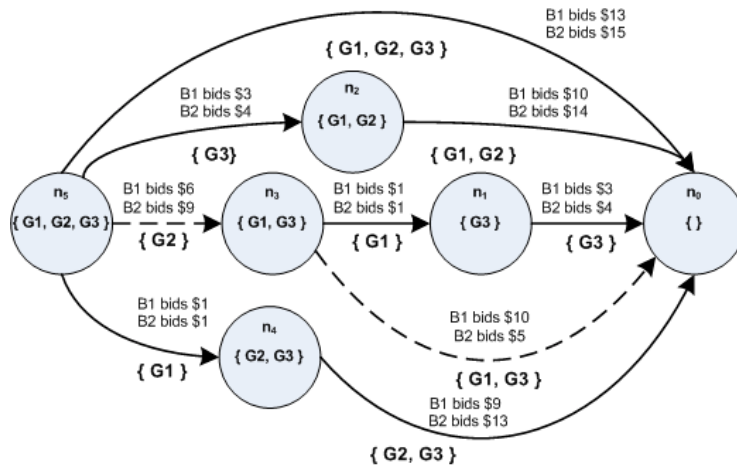 B1 bids $13
B2 bids $15
{ G1, G2, G3 }
B1 bids $3
B2 bids $4
n2
{ G1, G2 }
B1 bids $10
B2 bids $14
{ G3}
{ G1, G2 }
n5
{ G1, G2, G3 }
B1 bids $6
B2 bids $9
{ G2 }
n3
{ G1, G3 }
B1 bids $1
B2 bids $1
{ G1 }
n1
{ G3 }
B1 bids $3
B2 bids $4
{ G3 }
n0
{ }
B1 bids $1
B2 bids $1
{ G1 }
n4
{ G2, G3 }
B1 bids $10
B2 bids $5
{ G1, G3 }
B1 bids $9
B2 bids $13
{ G2, G3 }